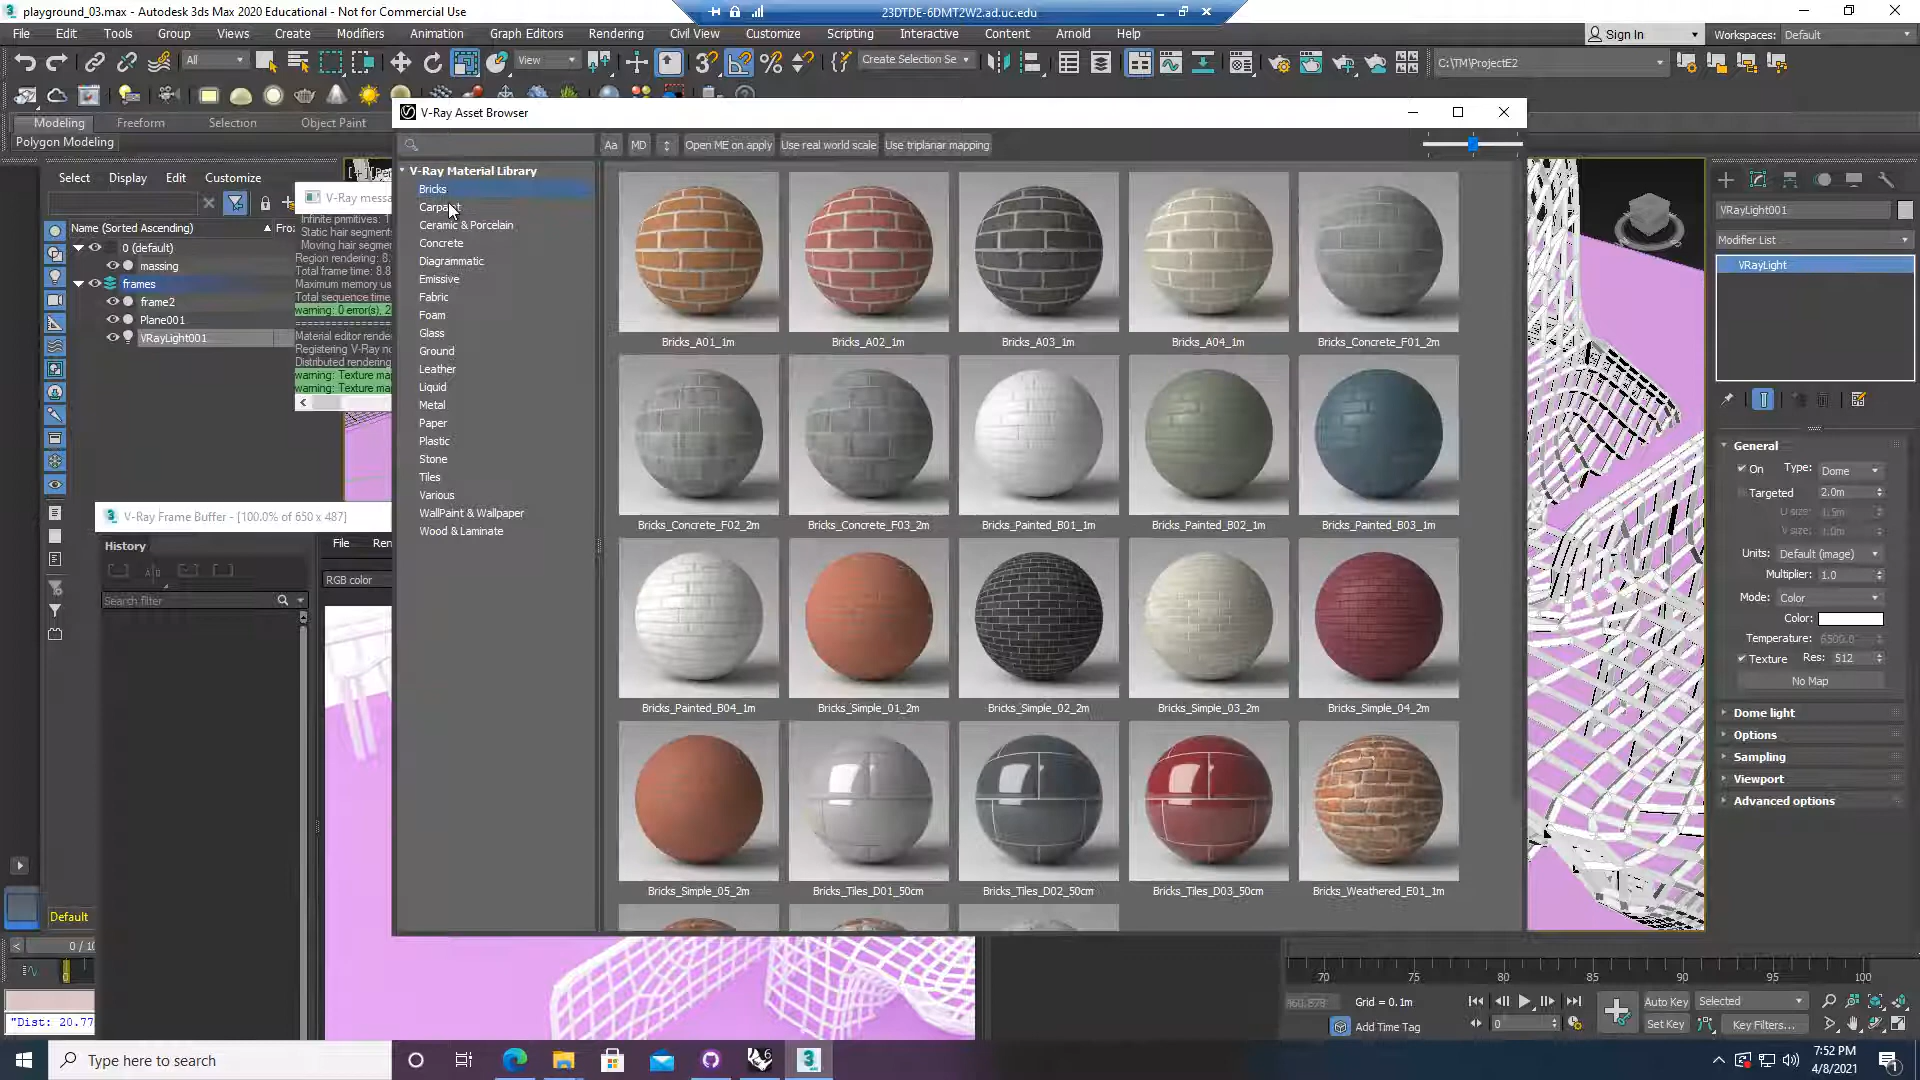 playground_03.max - Autodesk 3ds Max 2020 Educational - Not for Commercial Use
23DTDE-6DMT2W2.ad.uc.edu
File Edit Tools Group Views Create Modifiers Animation Graph Editors Rendering Civil View Customize Scripting Interactive Content Arnold Help
Sign In
Workspaces: Default
All
View
Create Selection Se
C:\TM\ProjectE2
Modeling Freeform Selection Object Paint
Polygon Modeling
V-Ray Asset Browser
Aa MD Open ME on apply Use real world scale Use triplanar mapping
V-Ray Material Library
Bricks
Ceramic & Porcelain
Concrete
Diagrammatic
Emissive
Fabric
Foam
Glass
Ground
Leather
Liquid
Metal
Paper
Plastic
Stone
Tiles
Various
WallPaint & Wallpaper
Wood & Laminate
Bricks_A01_1m Bricks_A02_1m Bricks_A03_1m Bricks_A04_1m Bricks_Concrete_F01_2m
Bricks_Concrete_F02_2m Bricks_Concrete_F03_2m Bricks_Painted_B01_1m Bricks_Painted_B02_1m Bricks_Painted_B03_1m
Bricks_Painted_B04_1m Bricks_Simple_01_2m Bricks_Simple_02_2m Bricks_Simple_03_2m Bricks_Simple_04_2m
Bricks_Simple_05_2m Bricks_Tiles_D01_50cm Bricks_Tiles_D02_50cm Bricks_Tiles_D03_50cm Bricks_Weathered_E01_1m
Select Display Edit Customize
Name (Sorted Ascending)
0 (default)
massing
frames
frame2
Plane001
VRayLight001
V-Ray messa
Infinite pmitives: 1
Static hair segmen
Moving hair segmer
Region rendering: 8.
Total frame time: 8.8
Maximum memory us
Total sequence time
warning: 0 error(s), 2
Material editor rende
Registering V-Ray no
Distributed rendering
warning: Texture map
warning: Texture map
V-Ray Frame Buffer - [100.0% of 650 x 487]
History
File Ren
Search filter
RGB color
Default
0 / 10
"Dist: 20.77
VRayLight001
Modifier List
VRayLight
General
On Type: Dome
Targeted 2.0m
U size: 1.5m
V size: 1.0m
Units: Default (image)
Multiplier: 1.0
Mode: Color
Color:
Temperature: 6500.0
Texture Res: 512
No Map
Dome light
Options
Sampling
Viewport
Advanced options
70 75 80 85 90 95 100
Grid = 0.1m
Add Time Tag
0
Auto Key Selected
Set Key Key Filters...
Type here to search
7:52 PM
4/8/2021